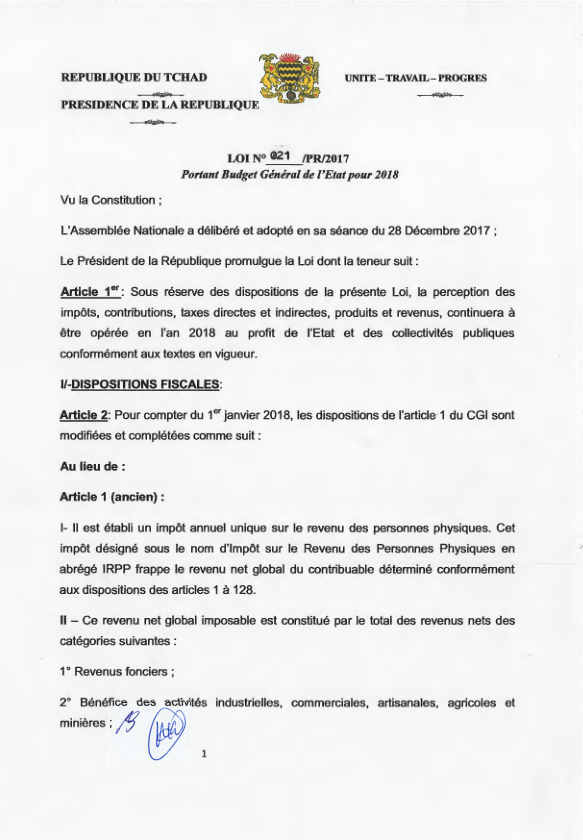 REPUBLIQUE DU TCHAD
UNITE – TRAVAIL – PROGRES
PRESIDENCE DE LA REPUBLIQUE
LOI N° 021 /PR/2017
Portant Budget Général de l'Etat pour 2018
Vu la Constitution ;
L'Assemblée Nationale a délibéré et adopté en sa séance du 28 Décembre 2017 ;
Le Président de la République promulgue la Loi dont la teneur suit :
Article 1er : Sous réserve des dispositions de la présente Loi, la perception des
impôts, contributions, taxes directes et indirectes, produits et revenus, continuera à
être opérée en l'an 2018 au profit de l'Etat et des collectivités publiques
conformément aux textes en vigueur.
I/-DISPOSITIONS FISCALES:
Article 2: Pour compter du 1er janvier 2018, les dispositions de l'article 1 du CGI sont
modifiées et complétées comme suit :
Au lieu de :
Article 1 (ancien) :
I- Il est établi un impôt annuel unique sur le revenu des personnes physiques. Cet
impôt désigné sous le nom d'Impôt sur le Revenu des Personnes Physiques en
abrégé IRPP frappe le revenu net global du contribuable déterminé conformément
aux dispositions des articles 1 à 128.
II – Ce revenu net global imposable est constitué par le total des revenus nets des
catégories suivantes :
1° Revenus fonciers ;
2° Bénéfice des activités industrielles, commerciales, artisanales, agricoles et
minières ;
1